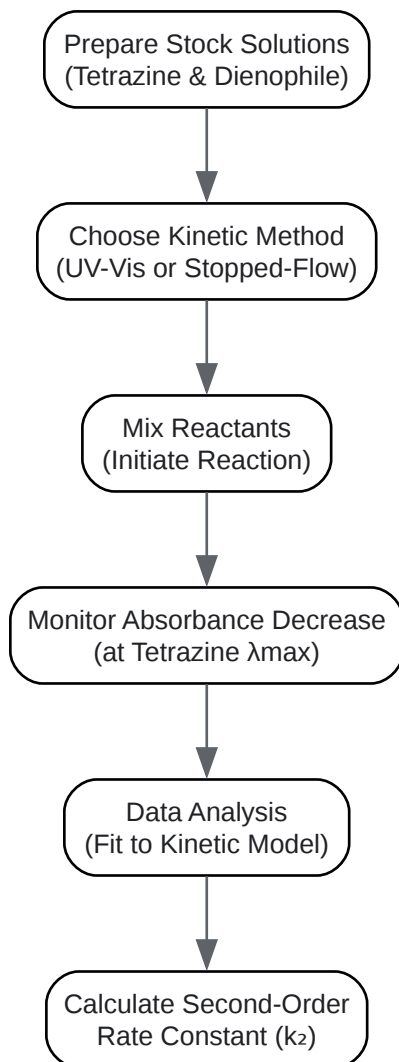 Prepare Stock Solutions
(Tetrazine & Dienophile)
Choose Kinetic Method
(UV-Vis or Stopped-Flow)
Mix Reactants
(Initiate Reaction)
Monitor Absorbance Decrease
(at Tetrazine λmax)
Data Analysis
(Fit to Kinetic Model)
Calculate Second-Order
Rate Constant (k₂)